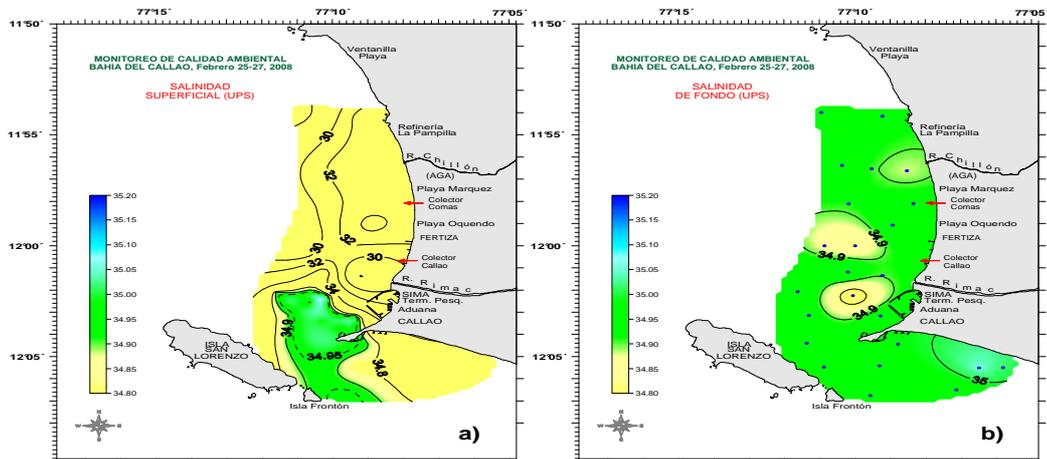 77°10´
77°10´
77°05´
77°10´
77°10´
77°05´
11°50´
11°55´
12°00´
12°05´
MONITOREO DE CALIDAD AMBIENTAL
BAHIA DEL CALLAO, Febrero 25-27, 2008
SALINIDAD
SUPERFICIAL (UPS)
Ventanilla
Playa
Refinería
La Pampilla
R. Chillón
(AGA)
Playa Marquez
Colector
Comas
Playa Oquendo
FERTIZA
Colector
Callao
R. Rimac
SIMA
Term. Pesq.
Aduana
CALLAO
ISLA
SAN
LORENZO
Isla Frontón
30
32
30
32
32
30
34
34.9
34.95
34.8
35.20
35.15
35.10
35.05
35.00
34.95
34.90
34.85
34.80
N
W E
S
a)
11°50´
11°55´
12°00´
12°05´
MONITOREO DE CALIDAD AMBIENTAL
BAHIA DEL CALLAO, Febrero 25-27, 2008
SALINIDAD
DE FONDO (UPS)
Ventanilla
Playa
Refinería
La Pampilla
R. Chillón
(AGA)
Playa Marquez
Colector
Comas
Playa Oquendo
FERTIZA
Colector
Callao
R. Rimac
SIMA
Term. Pesq.
Aduana
CALLAO
ISLA
SAN
LORENZO
Isla Frontón
34.9
34.9
34.9
35
35.20
35.15
35.10
35.05
35.00
34.95
34.90
34.85
34.80
N
W E
S
b)